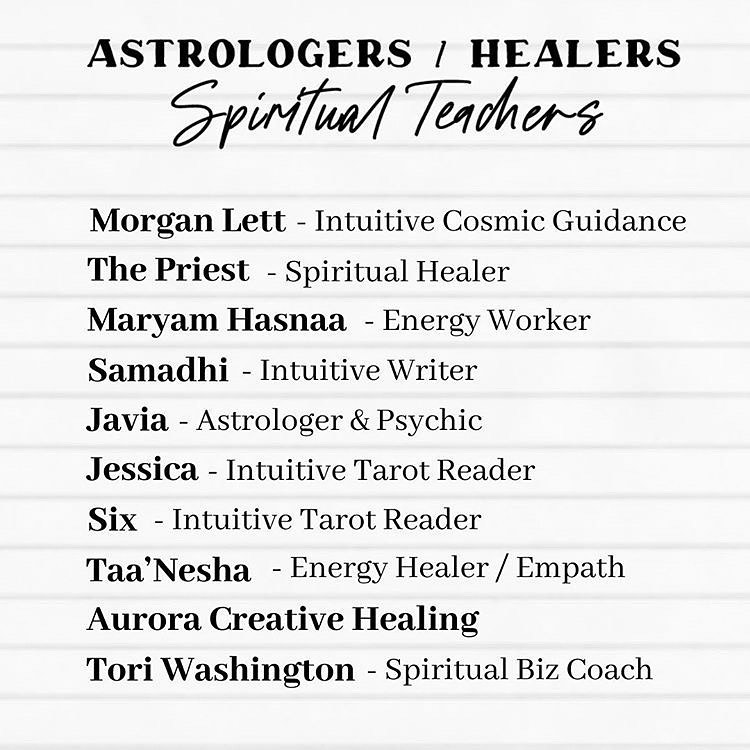 ASTROLOGERS / HEALERS
Spiritual Teachers
Morgan Lett - Intuitive Cosmic Guidance
The Priest - Spiritual Healer
Maryam Hasnaa - Energy Worker
Samadhi - Intuitive Writer
Javia - Astrologer & Psychic
Jessica - Intuitive Tarot Reader
Six - Intuitive Tarot Reader
Taa’Nesha - Energy Healer / Empath
Aurora Creative Healing
Tori Washington - Spiritual Biz Coach